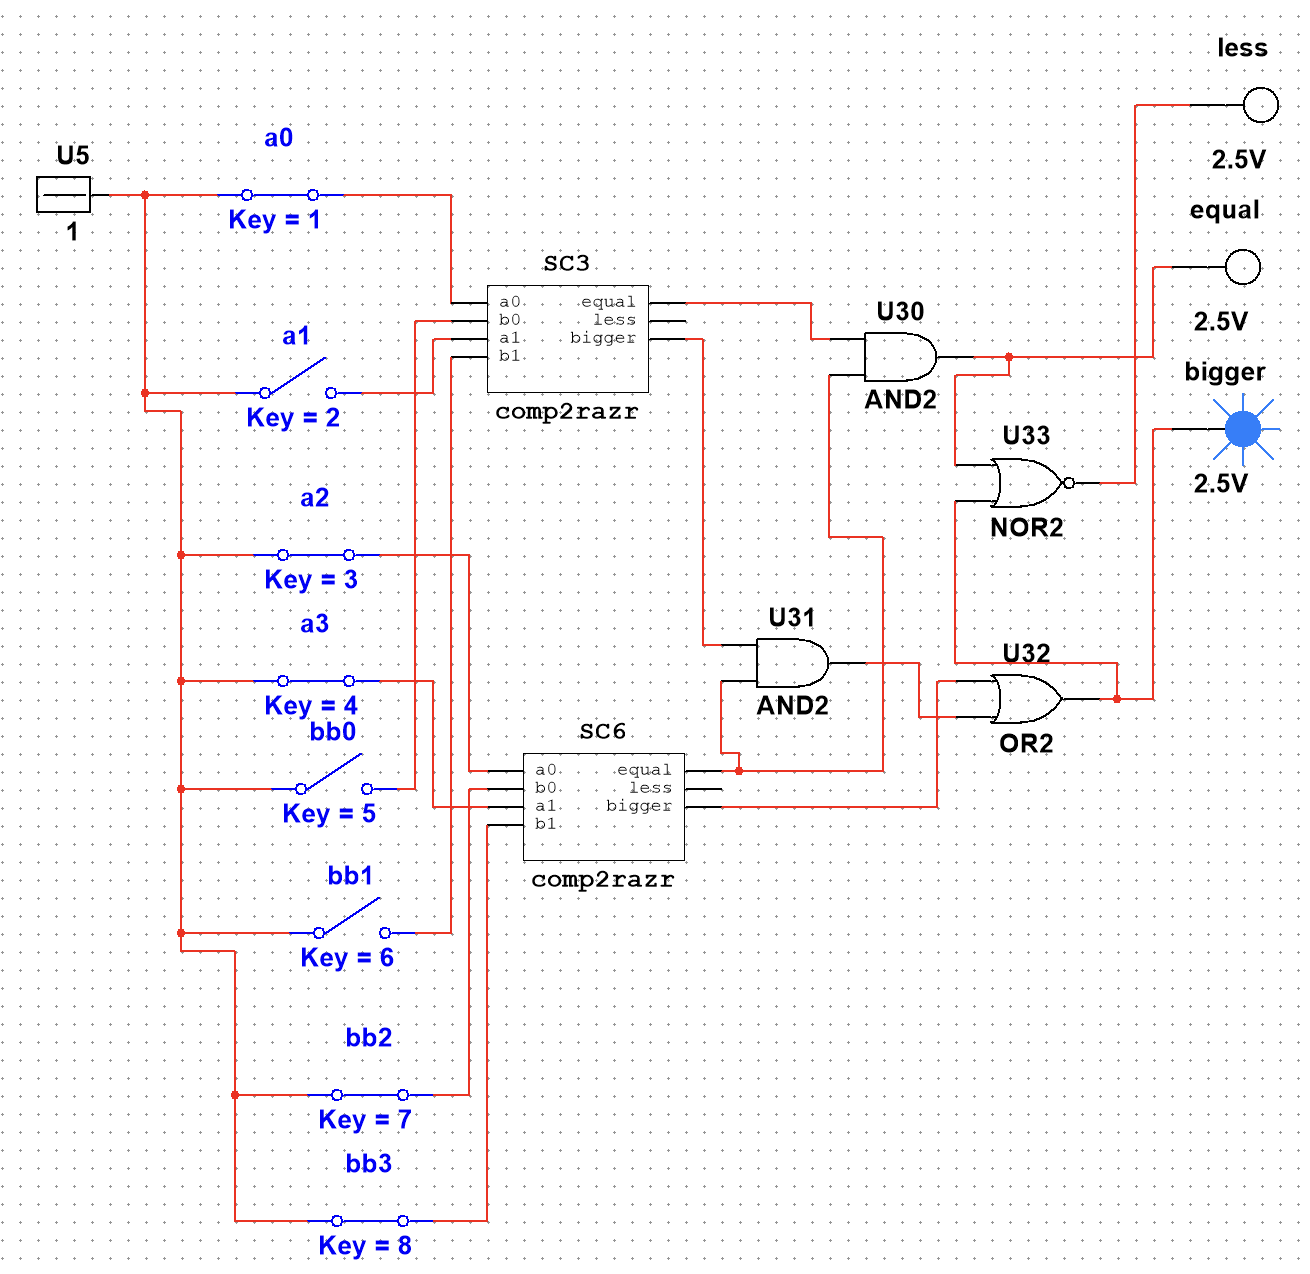 less
2.5V
equal
2.5V
bigger
2.5V
U5
1
a0
Key = 1
a1
Key = 2
a2
Key = 3
a3
Key = 4
bb0
Key = 5
bb1
Key = 6
bb2
Key = 7
bb3
Key = 8
SC3
a0 equal
b0 less
a1 bigger
b1
comp2razr
SC6
a0 equal
b0 less
a1 bigger
b1
comp2razr
U30
AND2
U33
NOR2
U31
AND2
U32
OR2